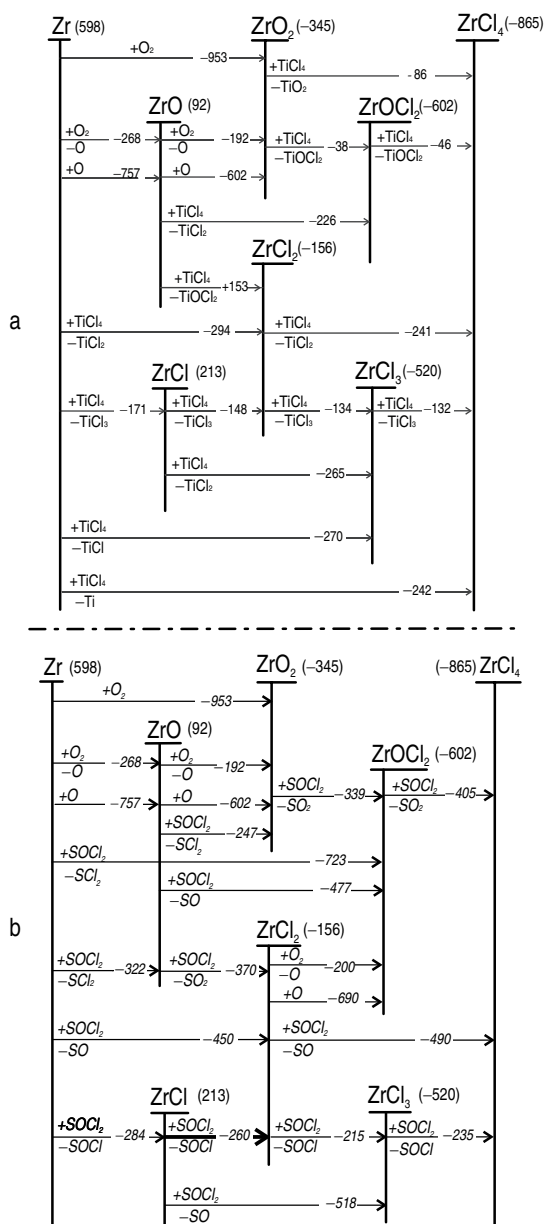 Zr (598) ZrO₂ (−345) ZrCl₄ (−865)
+O₂ −953
+TiCl₄ −86
−TiO₂
ZrO (92) ZrOCl₂ (−602)
+O₂ −268 +O₂ −192 +TiCl₄ −38 +TiCl₄ −46
−O −O −TiOCl₂ −TiOCl₂
+O −757 +O −602
+TiCl₄ −226
−TiCl₂
ZrCl₂ (−156)
+TiCl₄ +153
−TiOCl₂
a
+TiCl₄ −294 +TiCl₄ −241
−TiCl₂ −TiCl₂
ZrCl (213) ZrCl₃ (−520)
+TiCl₄ −171 +TiCl₄ −148 +TiCl₄ −134 +TiCl₄ −132
−TiCl₃ −TiCl₃ −TiCl₃ −TiCl₃
+TiCl₄ −265
−TiCl₂
+TiCl₄ −270
−TiCl
+TiCl₄ −242
−Ti
Zr (598) ZrO₂ (−345) (−865) ZrCl₄
+O₂ −953
ZrO (92) ZrOCl₂ (−602)
+O₂ −268 +O₂ −192
−O −O
+SOCl₂ −339 +SOCl₂ −405
−SO₂ −SO₂
+O −757 +O −602
+SOCl₂ −247
−SCl₂
+SOCl₂ −723
−SCl₂
+SOCl₂ −477
−SO
b
ZrCl₂ (−156)
+SOCl₂ −322 +SOCl₂ −370 +O₂ −200
−SCl₂ −SO₂ −O
+O −690
+SOCl₂ −450 +SOCl₂ −490
−SO −SO
ZrCl (213) ZrCl₃ (−520)
+SOCl₂ −284 +SOCl₂ −260 +SOCl₂ −215 +SOCl₂ −235
−SOCl −SOCl −SOCl −SOCl
+SOCl₂ −518
−SO